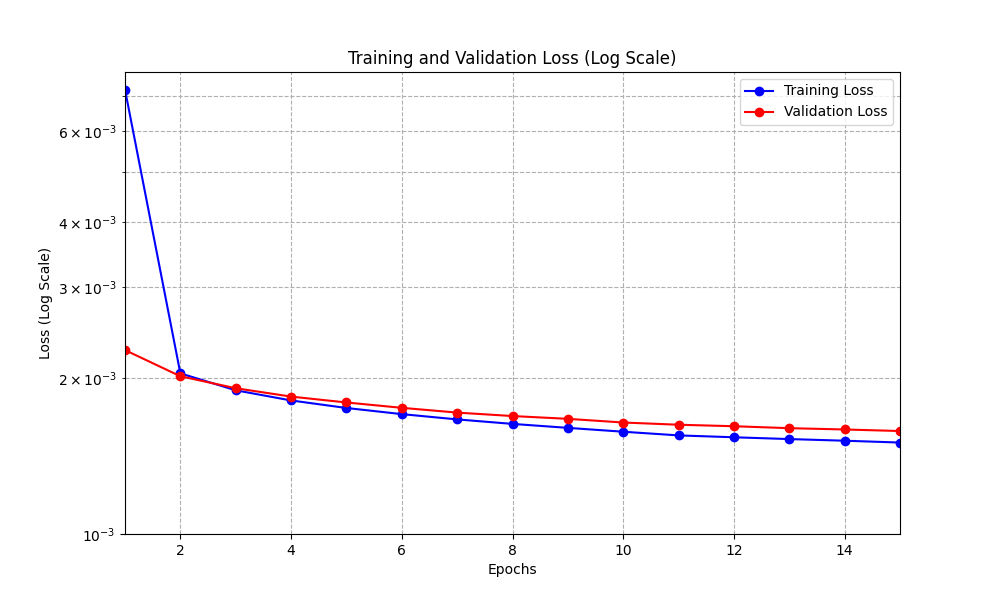 Training and Validation Loss (Log Scale)
Training Loss
Validation Loss
6 × 10⁻³
4 × 10⁻³
3 × 10⁻³
2 × 10⁻³
10⁻³
Loss (Log Scale)
2 4 6 8 10 12 14
Epochs